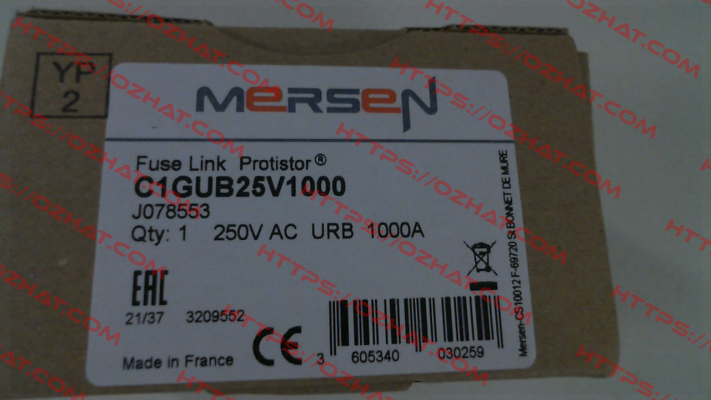 YP
2
MERSEN
Fuse Link Protistor®
C1GUB25V1000
J078553
Qty: 1 250V AC URB 1000A
EAC
21/37 3209552
CE
Made in France
3 605340 030259
Mersen-CS10012 F-69720 St BONNET DE MURE
HTTPS://OZHAT.COM